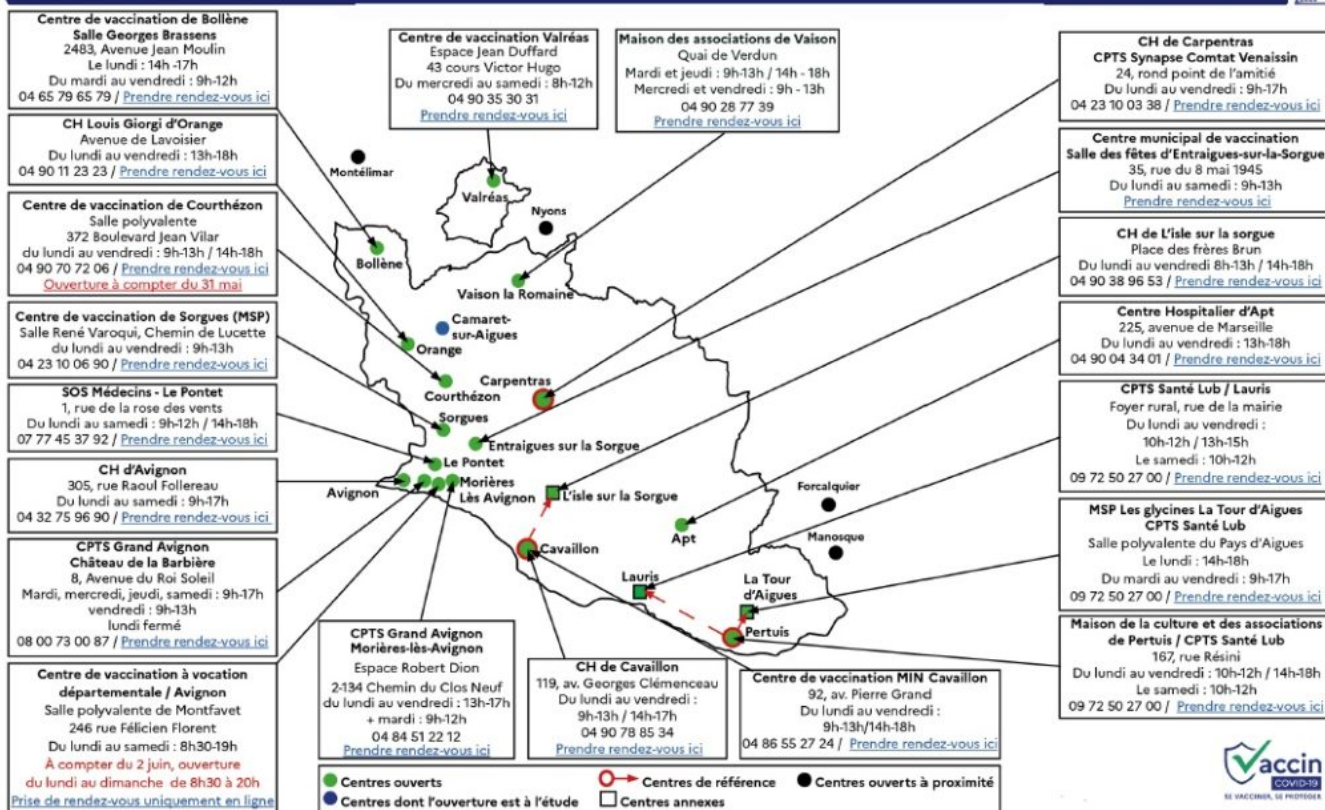 Centre de vaccination de Bollène
Salle Georges Brassens
2483, Avenue Jean Moulin
Le lundi : 14h -17h
Du mardi au vendredi : 9h-12h
04 65 79 65 79 / Prendre rendez-vous ici
CH Louis Giorgi d'Orange
Avenue de Lavoisier
Du lundi au vendredi : 13h-18h
04 90 11 23 23 / Prendre rendez-vous ici
Centre de vaccination de Courthézon
Salle polyvalente
372 Boulevard Jean Vilar
du lundi au vendredi : 9h-13h / 14h-18h
04 90 70 72 06 / Prendre rendez-vous ici
Ouverture à compter du 31 mai
Centre de vaccination de Sorgues (MSP)
Salle René Varoqui, Chemin de Lucette
du lundi au vendredi : 9h-13h
04 23 10 06 90 / Prendre rendez-vous ici
SOS Médecins - Le Pontet
1, rue de la rose des vents
Du lundi au samedi : 9h-12h / 14h-18h
07 77 45 37 92 / Prendre rendez-vous ici
CH d'Avignon
305, rue Raoul Follereau
Du lundi au samedi : 9h-17h
04 32 75 96 90 / Prendre rendez-vous ici
CPTS Grand Avignon
Château de la Barbière
8, Avenue du Roi Soleil
Mardi, mercredi, jeudi, samedi : 9h-17h
vendredi : 9h-13h
lundi fermé
08 00 73 00 87 / Prendre rendez-vous ici
Centre de vaccination à vocation
départementale / Avignon
Salle polyvalente de Montfavet
246 rue Félicien Florent
Du lundi au samedi : 8h30-19h
À compter du 2 juin, ouverture
du lundi au dimanche de 8h30 à 20h
Prise de rendez-vous uniquement en ligne
Centre de vaccination Valréas
Espace Jean Duffard
43 cours Victor Hugo
Du mercredi au samedi : 8h-12h
04 90 35 30 31
Prendre rendez-vous ici
Maison des associations de Vaison
Quai de Verdun
Mardi et jeudi : 9h-13h / 14h - 18h
Mercredi et vendredi : 9h - 13h
04 90 28 77 39
Prendre rendez-vous ici
Montélimar
Valréas
Nyons
Bollène
Vaison la Romaine
Camaret-
sur-Aigues
Orange
Carpentras
Courthézon
Sorgues
Entraigues sur la Sorgue
Le Pontet
Avignon
Morières
Lès Avignon
L'isle sur la Sorgue
Forcalquier
Apt
Manosque
Cavaillon
Lauris
La Tour
d'Aigues
Pertuis
CPTS Grand Avignon
Morières-lès-Avignon
Espace Robert Dion
2-134 Chemin du Clos Neuf
du lundi au vendredi : 13h-17h
+ mardi : 9h-12h
04 84 51 22 12
Prendre rendez-vous ici
CH de Cavaillon
119, av. Georges Clémenceau
Du lundi au vendredi :
9h-13h / 14h-17h
04 90 78 85 34
Prendre rendez-vous ici
Centre de vaccination MIN Cavaillon
92, av. Pierre Grand
Du lundi au vendredi :
9h-13h/14h-18h
04 86 55 27 24 / Prendre rendez-vous ici
CH de Carpentras
CPTS Synapse Comtat Venaissin
24, rond point de l'amitié
Du lundi au vendredi : 9h-17h
04 23 10 03 38 / Prendre rendez-vous ici
Centre municipal de vaccination
Salle des fêtes d'Entraigues-sur-la-Sorgue
35, rue du 8 mai 1945
Du lundi au samedi : 9h-13h
Prendre rendez-vous ici
CH de L'isle sur la sorgue
Place des frères Brun
Du lundi au vendredi 8h-13h / 14h-18h
04 90 38 96 53 / Prendre rendez-vous ici
Centre Hospitalier d'Apt
225, avenue de Marseille
Du lundi au vendredi : 13h-18h
04 90 04 34 01 / Prendre rendez-vous ici
CPTS Santé Lub / Lauris
Foyer rural, rue de la mairie
Du lundi au vendredi :
10h-12h / 13h-15h
Le samedi : 10h-12h
09 72 50 27 00 / Prendre rendez-vous ici
MSP Les glycines La Tour d'Aigues
CPTS Santé Lub
Salle polyvalente du Pays d'Aigues
Le lundi : 14h-18h
Du mardi au vendredi : 9h-17h
09 72 50 27 00 / Prendre rendez-vous ici
Maison de la culture et des associations
de Pertuis / CPTS Santé Lub
167, rue Résini
Du lundi au vendredi : 10h-12h / 14h-18h
Le samedi : 10h-12h
09 72 50 27 00 / Prendre rendez-vous ici
Centres ouverts
Centres de référence
Centres ouverts à proximité
Centres dont l'ouverture est à l'étude
Centres annexes
Vaccin
COVID-19
SE VACCINER, SE PROTÉGER